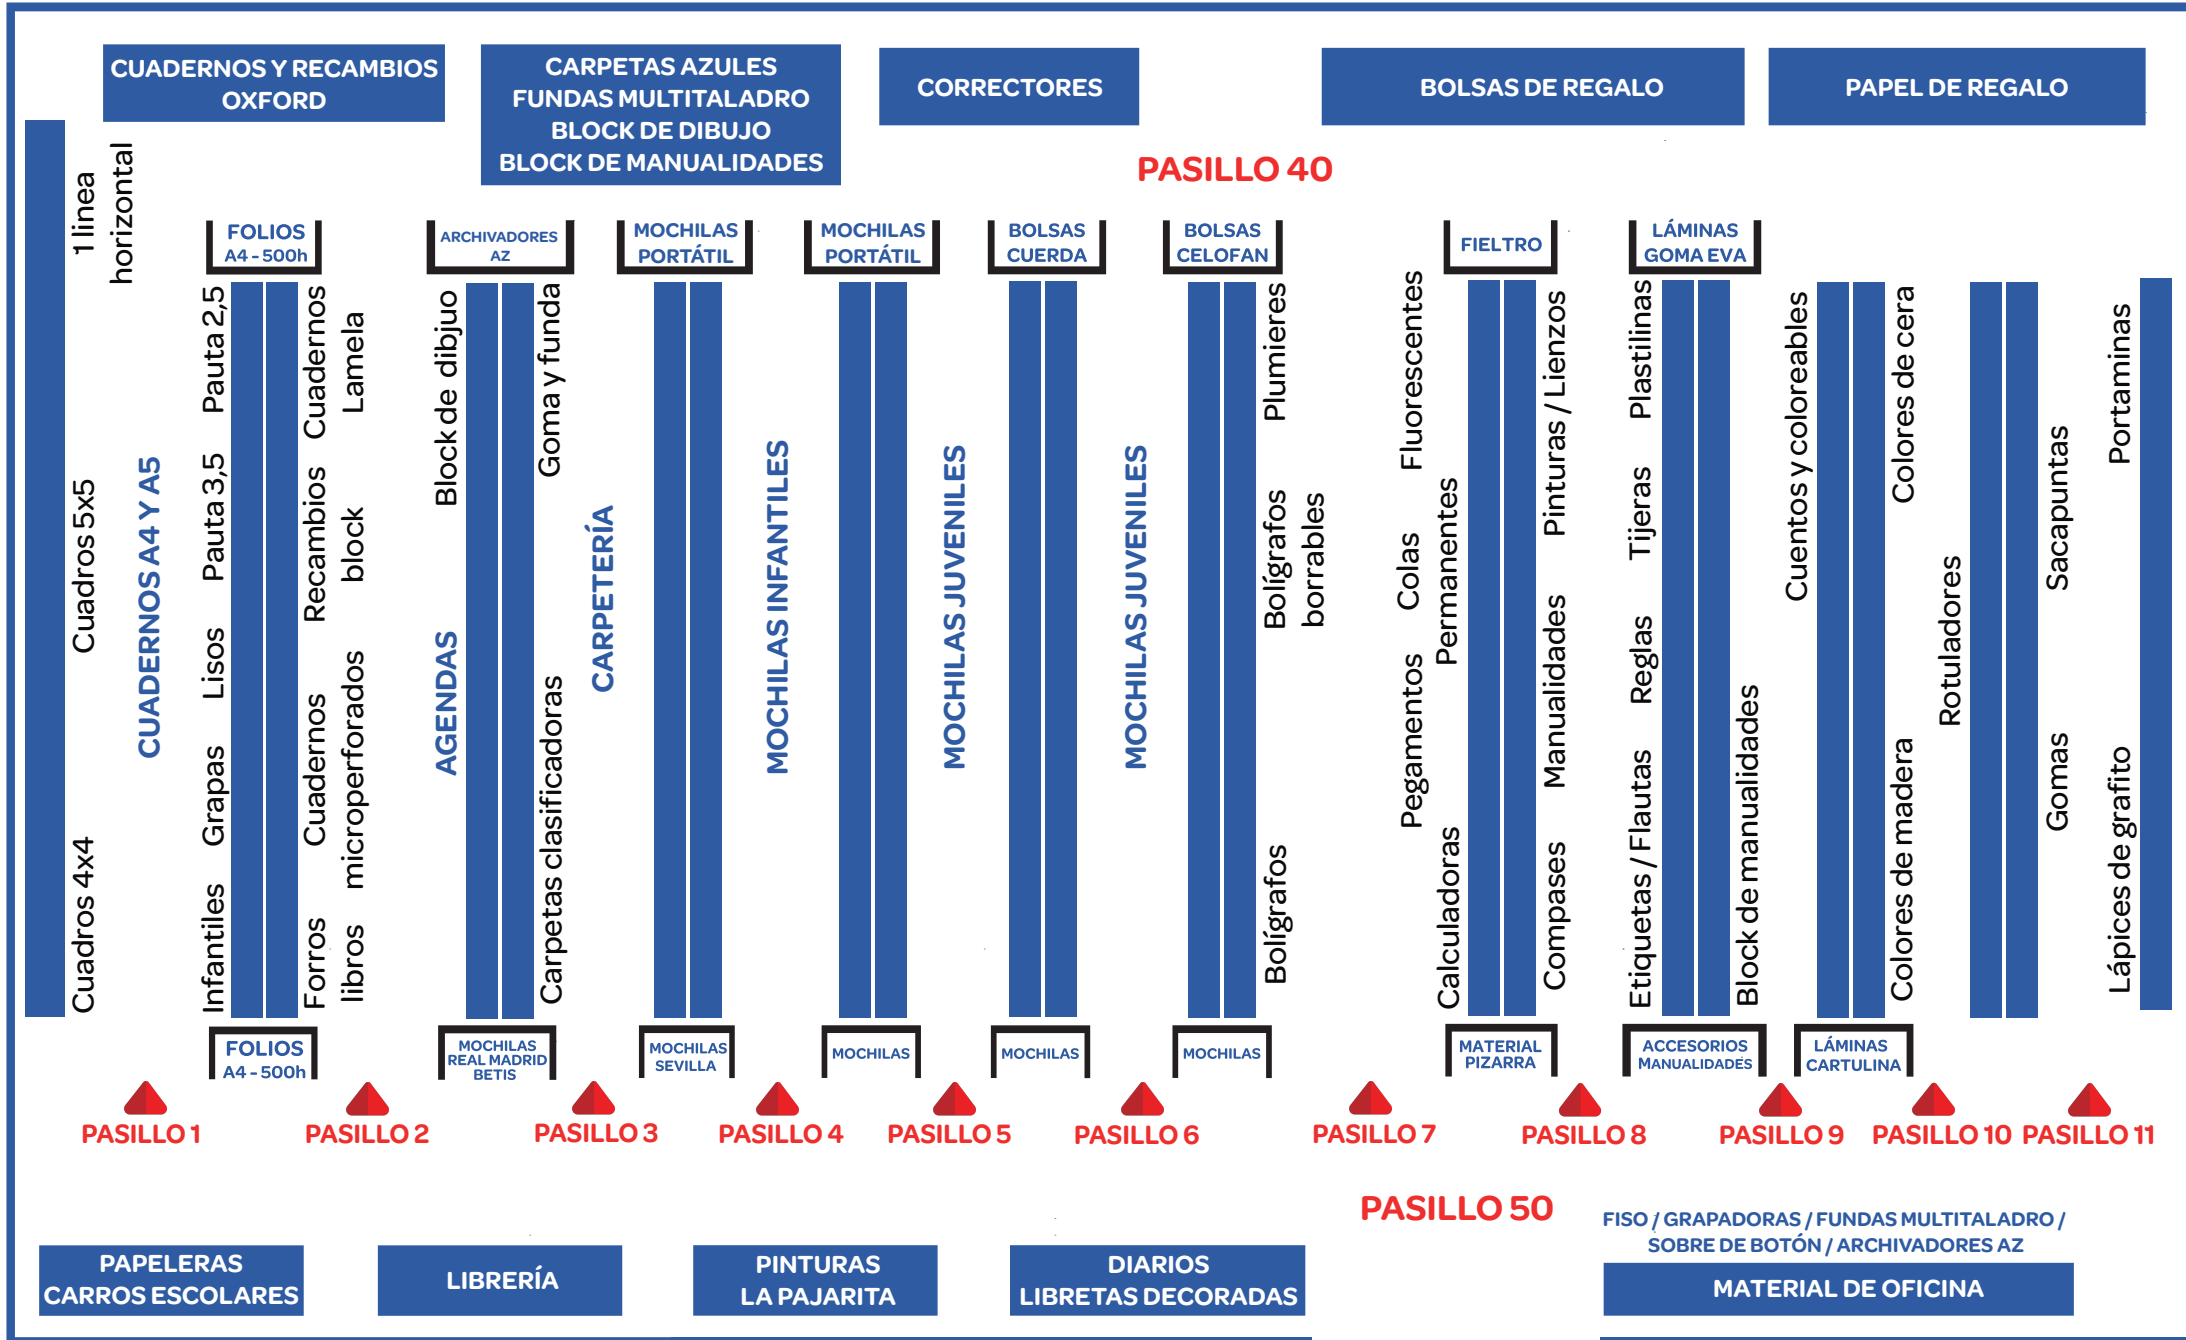 CUADERNOS Y RECAMBIOS
OXFORD
CARPETAS AZULES
FUNDAS MULTITALADRO
BLOCK DE DIBUJO
BLOCK DE MANUALIDADES
CORRECTORES
BOLSAS DE REGALO
PAPEL DE REGALO
PASILLO 40
FOLIOS
A4 - 500h
ARCHIVADORES
AZ
MOCHILAS
PORTÁTIL
MOCHILAS
PORTÁTIL
BOLSAS
CUERDA
BOLSAS
CELOFAN
FIELTRO
LÁMINAS
GOMA EVA
1 linea
horizontal
Cuadros 5x5
Cuadros 4x4
CUADERNOS A4 Y A5
Pauta 2,5
Pauta 3,5
Lisos
Grapas
Infantiles
Cuadernos
Lamela
Recambios
block
Cuadernos
microperforados
Forros
libros
Block de dibjuo
AGENDAS
Goma y funda
Carpetas clasificadoras
CARPETERÍA
MOCHILAS INFANTILES
MOCHILAS JUVENILES
MOCHILAS JUVENILES
Plumieres
Bolígrafos
borrables
Bolígrafos
Fluorescentes
Colas
Permanentes
Pegamentos
Calculadoras
Pinturas / Lienzos
Manualidades
Compases
Plastilinas
Tijeras
Reglas
Etiquetas / Flautas
Block de manualidades
Cuentos y coloreables
Colores de cera
Colores de madera
Rotuladores
Sacapuntas
Gomas
Portaminas
Lápices de grafito
FOLIOS
A4 - 500h
MOCHILAS
REAL MADRID
BETIS
MOCHILAS
SEVILLA
MOCHILAS
MOCHILAS
MOCHILAS
MATERIAL
PIZARRA
ACCESORIOS
MANUALIDADES
LÁMINAS
CARTULINA
PASILLO 1
PASILLO 2
PASILLO 3
PASILLO 4
PASILLO 5
PASILLO 6
PASILLO 7
PASILLO 8
PASILLO 9
PASILLO 10
PASILLO 11
PASILLO 50
FISO / GRAPADORAS / FUNDAS MULTITALADRO /
SOBRE DE BOTÓN / ARCHIVADORES AZ
PAPELERAS
CARROS ESCOLARES
LIBRERÍA
PINTURAS
LA PAJARITA
DIARIOS
LIBRETAS DECORADAS
MATERIAL DE OFICINA